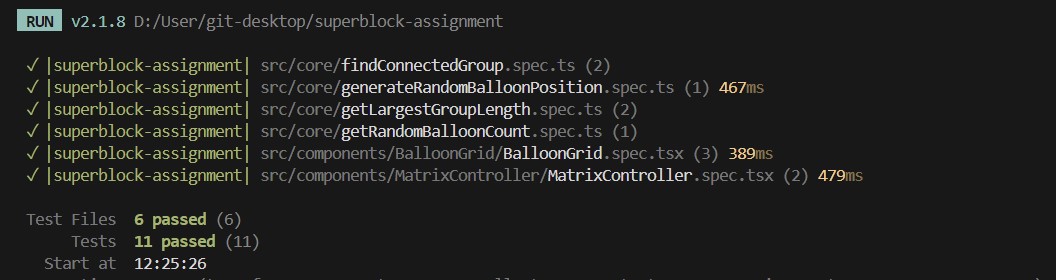 RUN v2.1.8 D:/User/git-desktop/superblock-assignment
✓ |superblock-assignment| src/core/findConnectedGroup.spec.ts (2)
✓ |superblock-assignment| src/core/generateRandomBalloonPosition.spec.ts (1) 467ms
✓ |superblock-assignment| src/core/getLargestGroupLength.spec.ts (2)
✓ |superblock-assignment| src/core/getRandomBalloonCount.spec.ts (1)
✓ |superblock-assignment| src/components/BalloonGrid/BalloonGrid.spec.tsx (3) 389ms
✓ |superblock-assignment| src/components/MatrixController/MatrixController.spec.tsx (2) 479ms
Test Files 6 passed (6)
Tests 11 passed (11)
Start at 12:25:26